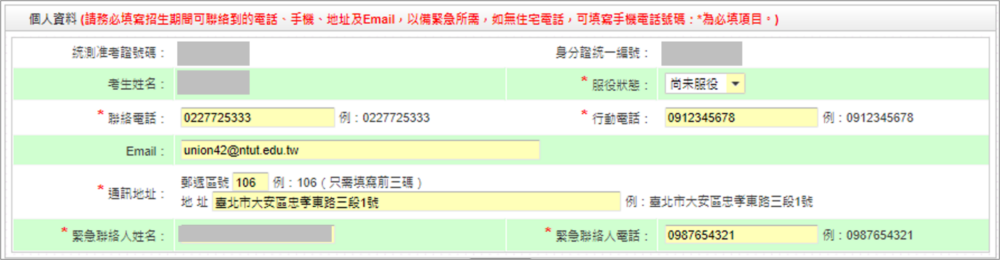 個人資料 (請務必填寫招生期間可聯絡到的電話、手機、地址及Email，以備緊急所需，如無住宅電話，可填寫手機電話號碼：*為必填項目。)
統測准考證號碼： 身分證統一編號：
考生姓名： * 服役狀態： 尚未服役
* 聯絡電話： 0227725333 例：0227725333 * 行動電話： 0912345678 例：0912345678
Email： union42@ntut.edu.tw
* 通訊地址： 郵遞區號 106 例：106（只需填寫前三碼）
地 址 臺北市大安區忠孝東路三段1號 例：臺北市大安區忠孝東路三段1號
* 緊急聯絡人姓名： * 緊急聯絡人電話： 0987654321 例：0987654321